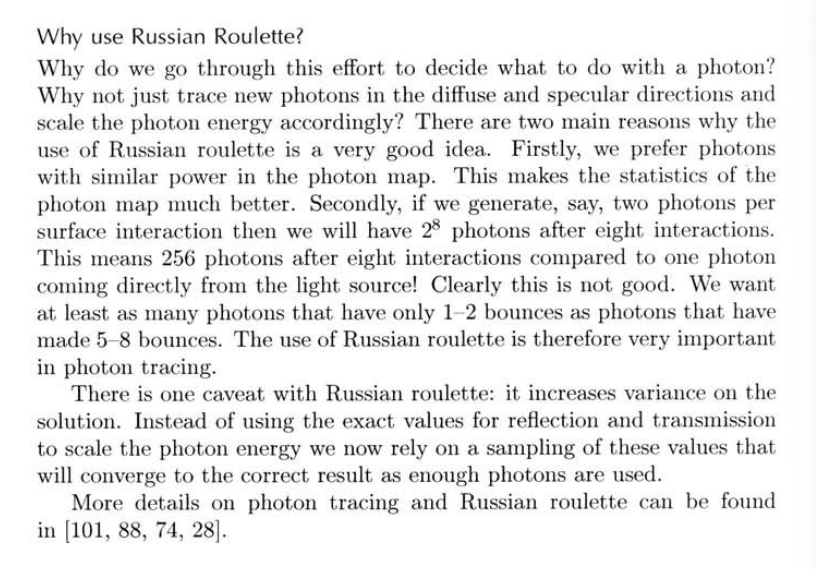 Why use Russian Roulette?
Why do we go through this effort to decide what to do with a photon?
Why not just trace new photons in the diffuse and specular directions and
scale the photon energy accordingly? There are two main reasons why the
use of Russian roulette is a very good idea. Firstly, we prefer photons
with similar power in the photon map. This makes the statistics of the
photon map much better. Secondly, if we generate, say, two photons per
surface interaction then we will have 2⁸ photons after eight interactions.
This means 256 photons after eight interactions compared to one photon
coming directly from the light source! Clearly this is not good. We want
at least as many photons that have only 1–2 bounces as photons that have
made 5–8 bounces. The use of Russian roulette is therefore very important
in photon tracing.
There is one caveat with Russian roulette: it increases variance on the
solution. Instead of using the exact values for reflection and transmission
to scale the photon energy we now rely on a sampling of these values that
will converge to the correct result as enough photons are used.
More details on photon tracing and Russian roulette can be found
in [101, 88, 74, 28].